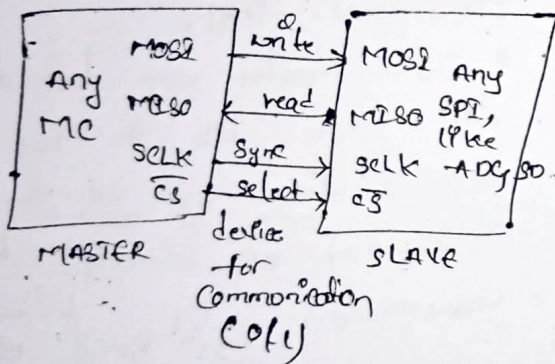 write
MOSI MOSI
Any Any
MISO read MISO SPI,
MC like
SCLK Sync SCLK ADC, SD
CS select CS
MASTER device SLAVE
for
Commonication
(0/1)